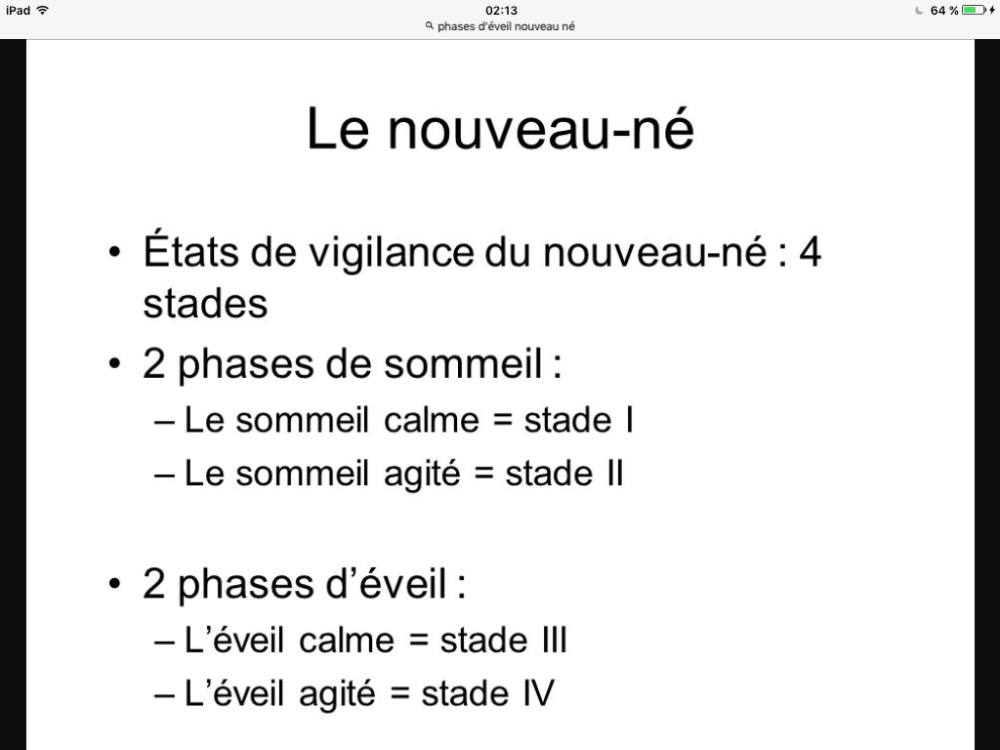 iPad 02:13 64 %
phases d'éveil nouveau né
Le nouveau-né
• États de vigilance du nouveau-né : 4
stades
• 2 phases de sommeil :
– Le sommeil calme = stade I
– Le sommeil agité = stade II
• 2 phases d’éveil :
– L’éveil calme = stade III
– L’éveil agité = stade IV